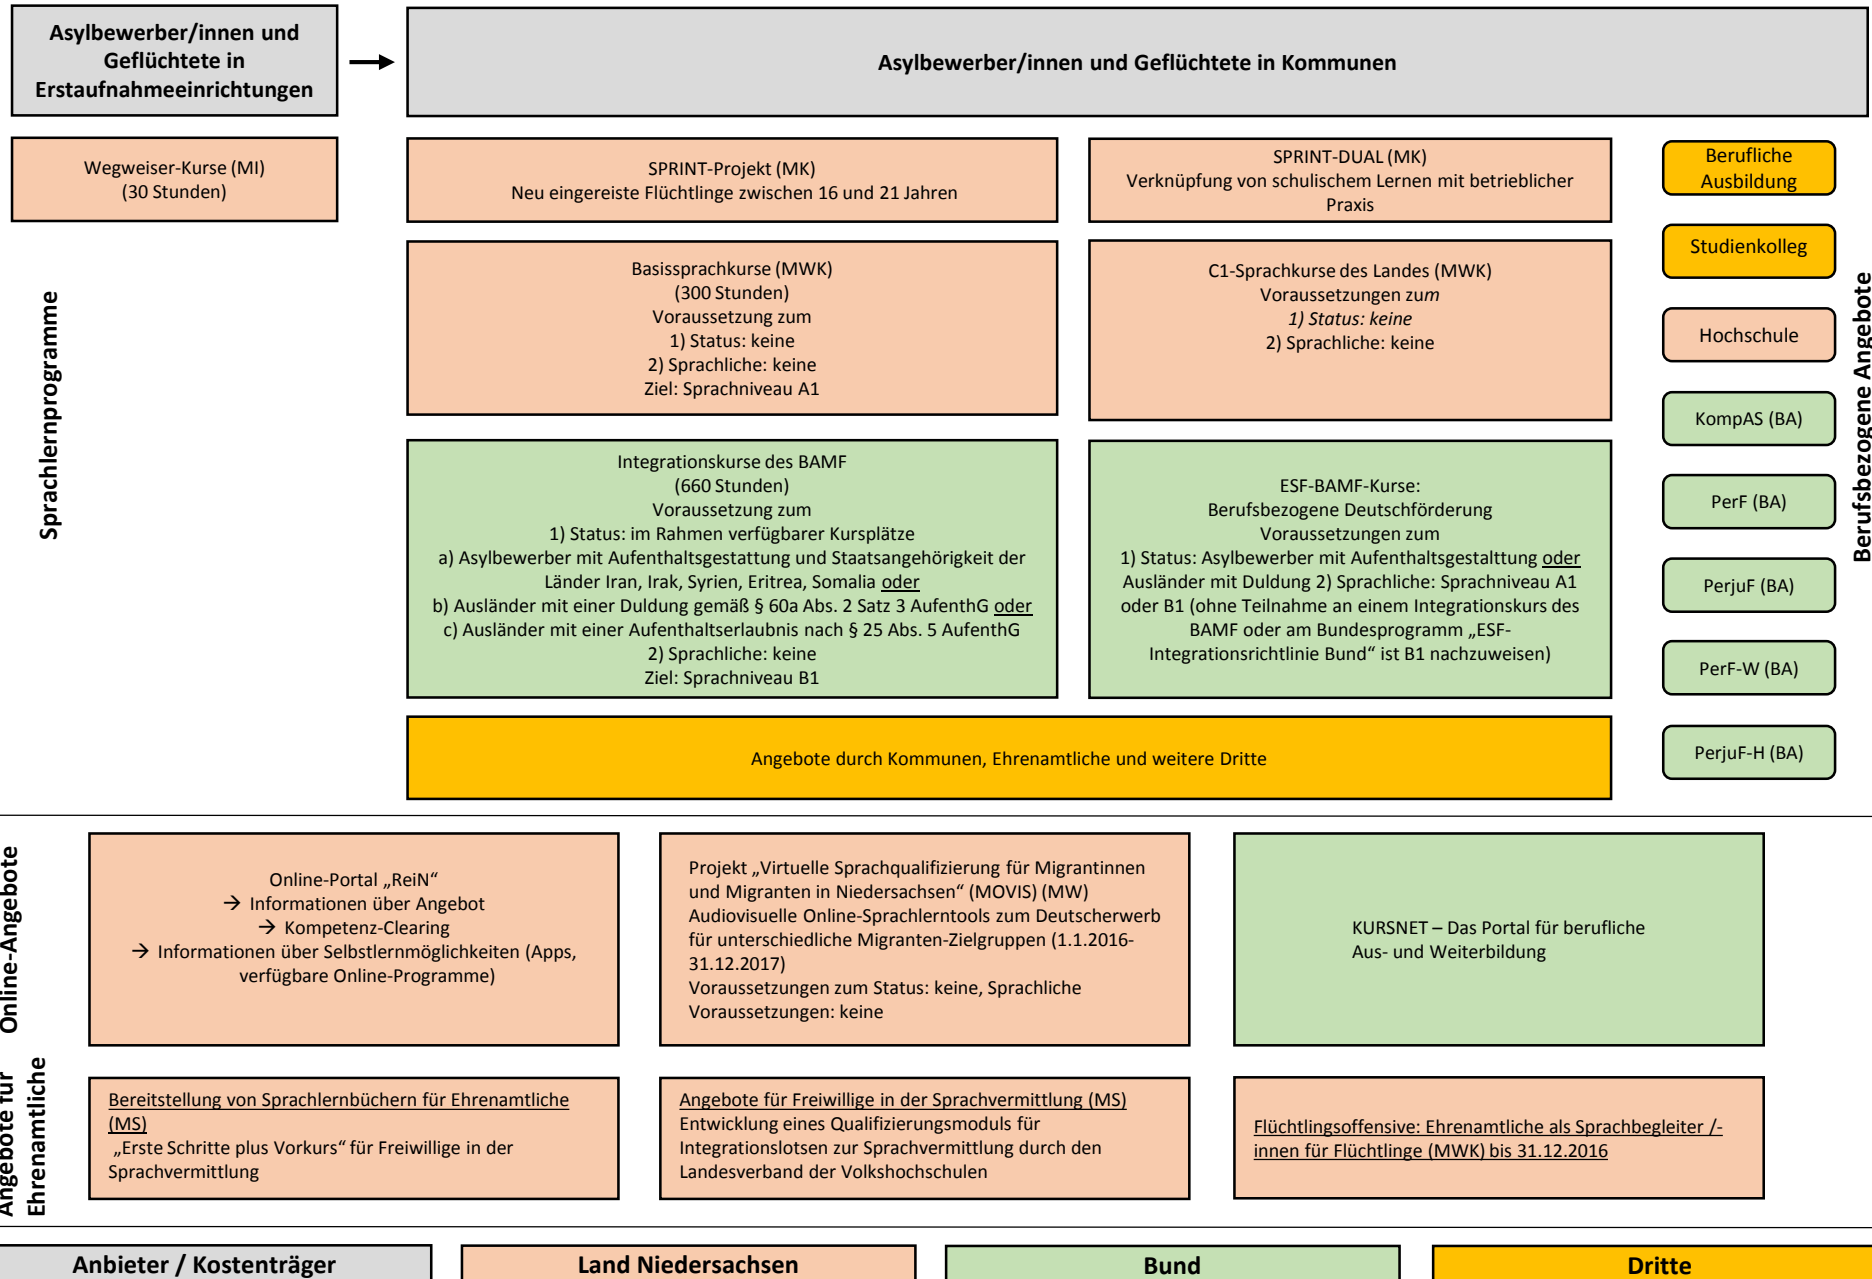 Asylbewerber/innen und
Geflüchtete in
Erstaufnahmeeinrichtungen
Asylbewerber/innen und Geflüchtete in Kommunen
Sprachlernprogramme
Wegweiser-Kurse (MI)
(30 Stunden)
SPRINT-Projekt (MK)
Neu eingereiste Flüchtlinge zwischen 16 und 21 Jahren
SPRINT-DUAL (MK)
Verknüpfung von schulischem Lernen mit betrieblicher
Praxis
Basissprachkurse (MWK)
(300 Stunden)
Voraussetzung zum
1) Status: keine
2) Sprachliche: keine
Ziel: Sprachniveau A1
C1-Sprachkurse des Landes (MWK)
Voraussetzungen zum
1) Status: keine
2) Sprachliche: keine
Integrationskurse des BAMF
(660 Stunden)
Voraussetzung zum
1) Status: im Rahmen verfügbarer Kursplätze
a) Asylbewerber mit Aufenthaltsgestattung und Staatsangehörigkeit der
Länder Iran, Irak, Syrien, Eritrea, Somalia oder
b) Ausländer mit einer Duldung gemäß § 60a Abs. 2 Satz 3 AufenthG oder
c) Ausländer mit einer Aufenthaltserlaubnis nach § 25 Abs. 5 AufenthG
2) Sprachliche: keine
Ziel: Sprachniveau B1
ESF-BAMF-Kurse:
Berufsbezogene Deutschförderung
Voraussetzungen zum
1) Status: Asylbewerber mit Aufenthaltsgestalttung oder
Ausländer mit Duldung 2) Sprachliche: Sprachniveau A1
oder B1 (ohne Teilnahme an einem Integrationskurs des
BAMF oder am Bundesprogramm „ESF-
Integrationsrichtlinie Bund“ ist B1 nachzuweisen)
Angebote durch Kommunen, Ehrenamtliche und weitere Dritte
Berufsbezogene Angebote
Berufliche
Ausbildung
Studienkolleg
Hochschule
KompAS (BA)
PerF (BA)
PerjuF (BA)
PerF-W (BA)
PerjuF-H (BA)
Online-Angebote
Online-Portal „ReiN“
→ Informationen über Angebot
→ Kompetenz-Clearing
→ Informationen über Selbstlernmöglichkeiten (Apps,
verfügbare Online-Programme)
Projekt „Virtuelle Sprachqualifizierung für Migrantinnen
und Migranten in Niedersachsen“ (MOVIS) (MW)
Audiovisuelle Online-Sprachlerntools zum Deutscherwerb
für unterschiedliche Migranten-Zielgruppen (1.1.2016-
31.12.2017)
Voraussetzungen zum Status: keine, Sprachliche
Voraussetzungen: keine
KURSNET – Das Portal für berufliche
Aus- und Weiterbildung
Angebote für
Ehrenamtliche
Bereitstellung von Sprachlernbüchern für Ehrenamtliche
(MS)
„Erste Schritte plus Vorkurs“ für Freiwillige in der
Sprachvermittlung
Angebote für Freiwillige in der Sprachvermittlung (MS)
Entwicklung eines Qualifizierungsmoduls für
Integrationslotsen zur Sprachvermittlung durch den
Landesverband der Volkshochschulen
Flüchtlingsoffensive: Ehrenamtliche als Sprachbegleiter /-
innen für Flüchtlinge (MWK) bis 31.12.2016
Anbieter / Kostenträger
Land Niedersachsen
Bund
Dritte